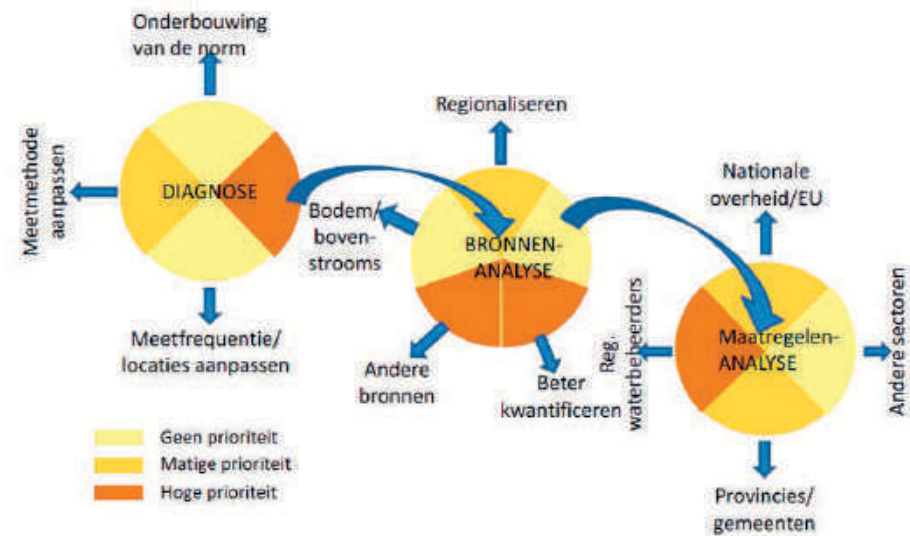 Onderbouwing
van de norm
Meetmethode
aanpassen
DIAGNOSE
Meetfrequentie/
locaties aanpassen
Regionaliseren
Bodem/
boven-
strooms
BRONNEN-
ANALYSE
Andere
bronnen
Beter
kwantificeren
Nationale
overheid/EU
Reg.
waterbeheerders
Maatregelen-
ANALYSE
Andere sectoren
Provincies/
gemeenten
Geen prioriteit
Matige prioriteit
Hoge prioriteit